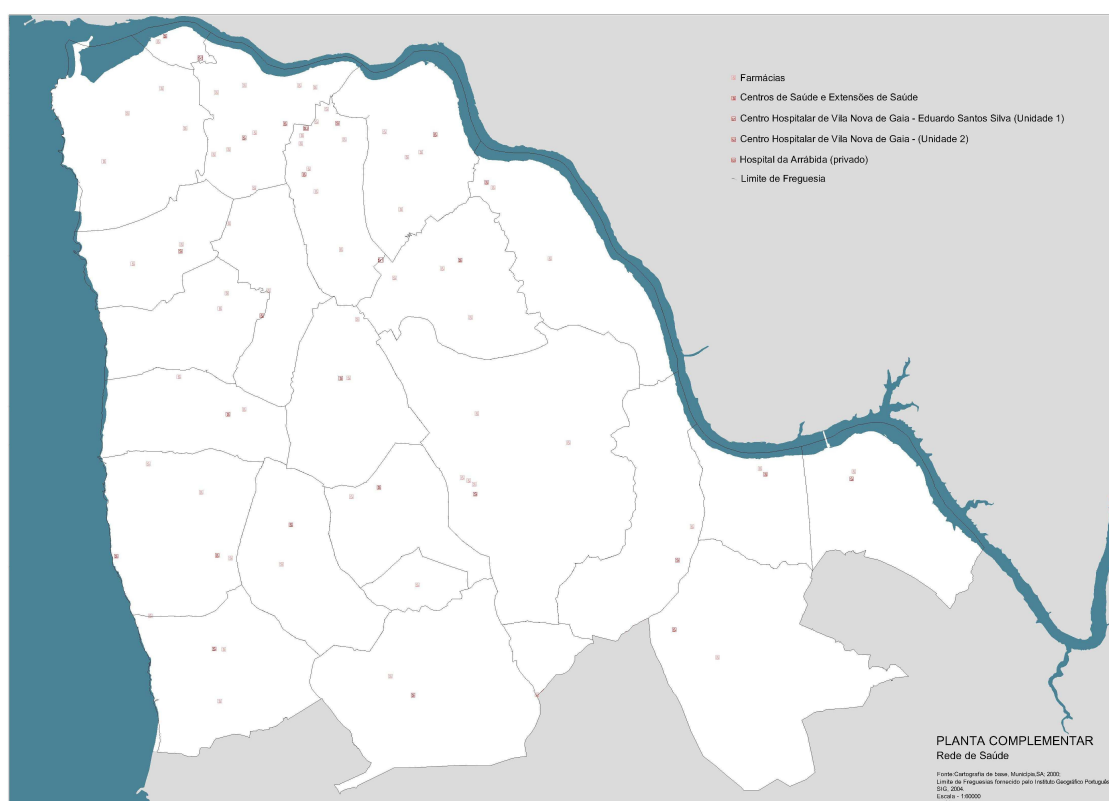 Farmácias
Centros de Saúde e Extensões de Saúde
Centro Hospitalar de Vila Nova de Gaia - Eduardo Santos Silva (Unidade 1)
Centro Hospitalar de Vila Nova de Gaia - (Unidade 2)
Hospital da Arrábida (privado)
Limite de Freguesia
PLANTA COMPLEMENTAR
Rede de Saúde
Fonte:Cartografia de base, Município,SA; 2000;
Limite de Freguesias fornecido pelo Instituto Geográfico Português
SIG, 2004.
Escala - 1:60000